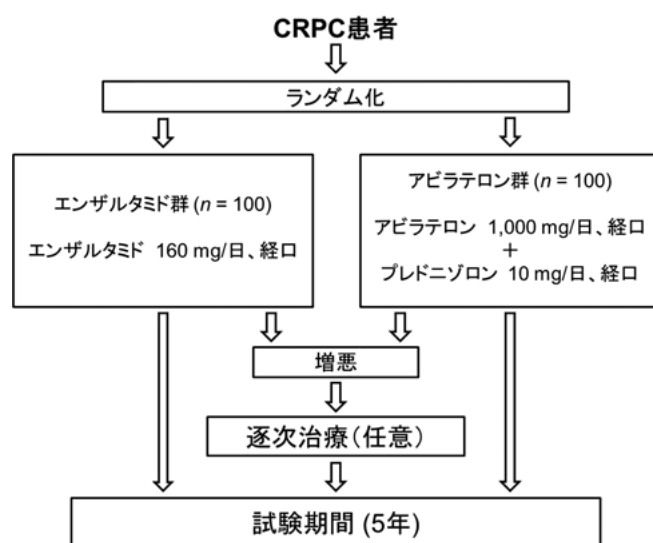 CRPC患者
ランダム化
エンザルタミド群 (n = 100)
エンザルタミド 160 mg/日、経口
アビラテロン群 (n = 100)
アビラテロン 1,000 mg/日、経口
+
プレドニゾロン 10 mg/日、経口
増悪
逐次治療（任意）
試験期間 (5年)